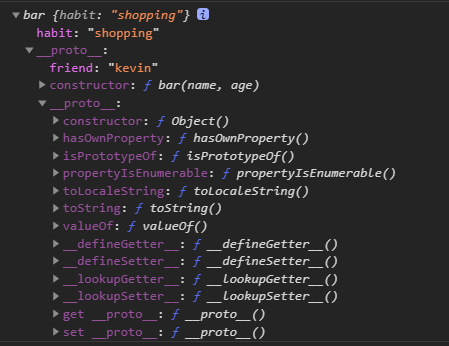 ▼ bar {habit: "shopping"} i
habit: "shopping"
▼ __proto__:
friend: "kevin"
▶ constructor: ƒ bar(name, age)
▼ __proto__:
▶ constructor: ƒ Object()
▶ hasOwnProperty: ƒ hasOwnProperty()
▶ isPrototypeOf: ƒ isPrototypeOf()
▶ propertyIsEnumerable: ƒ propertyIsEnumerable()
▶ toLocaleString: ƒ toLocaleString()
▶ toString: ƒ toString()
▶ valueOf: ƒ valueOf()
▶ __defineGetter__: ƒ __defineGetter__()
▶ __defineSetter__: ƒ __defineSetter__()
▶ __lookupGetter__: ƒ __lookupGetter__()
▶ __lookupSetter__: ƒ __lookupSetter__()
▶ get __proto__: ƒ __proto__()
▶ set __proto__: ƒ __proto__()